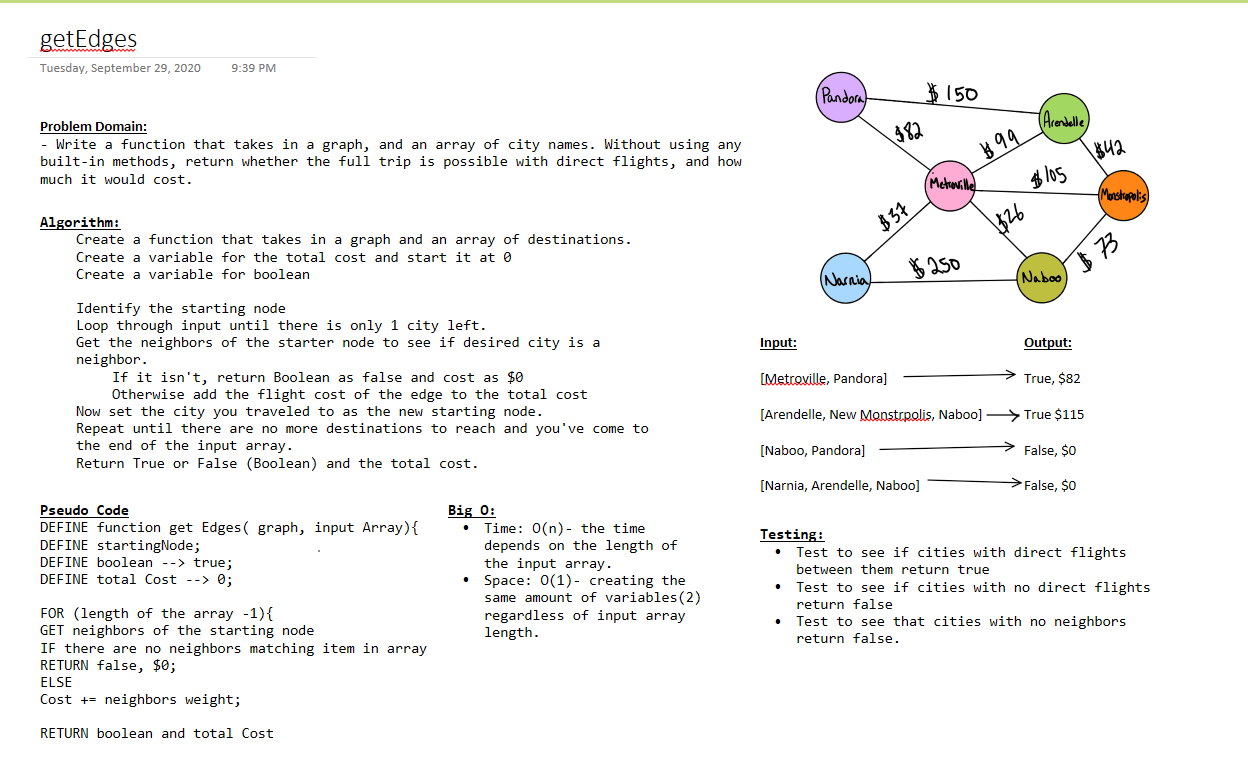 getEdges
Tuesday, September 29, 2020 9:39 PM
Problem Domain:
- Write a function that takes in a graph, and an array of city names. Without using any
built-in methods, return whether the full trip is possible with direct flights, and how
much it would cost.
Algorithm:
Create a function that takes in a graph and an array of destinations.
Create a variable for the total cost and start it at 0
Create a variable for boolean
Identify the starting node
Loop through input until there is only 1 city left.
Get the neighbors of the starter node to see if desired city is a
neighbor.
If it isn't, return Boolean as false and cost as $0
Otherwise add the flight cost of the edge to the total cost
Now set the city you traveled to as the new starting node.
Repeat until there are no more destinations to reach and you've come to
the end of the input array.
Return True or False (Boolean) and the total cost.
Pseudo Code
DEFINE function get Edges( graph, input Array){
DEFINE startingNode;
DEFINE boolean --> true;
DEFINE total Cost --> 0;
FOR (length of the array -1){
GET neighbors of the starting node
IF there are no neighbors matching item in array
RETURN false, $0;
ELSE
Cost += neighbors weight;
RETURN boolean and total Cost
Big O:
• Time: O(n)- the time
depends on the length of
the input array.
• Space: O(1)- creating the
same amount of variables(2)
regardless of input array
length.
Pandora
$150
Arendelle
$82
$99
$42
Metroville
$105
Monstropolis
$37
$26
$73
Narnia
$250
Naboo
Input: Output:
[Metroville, Pandora] True, $82
[Arendelle, New Monstrpolis, Naboo] True $115
[Naboo, Pandora] False, $0
[Narnia, Arendelle, Naboo] False, $0
Testing:
• Test to see if cities with direct flights
between them return true
• Test to see if cities with no direct flights
return false
• Test to see that cities with no neighbors
return false.